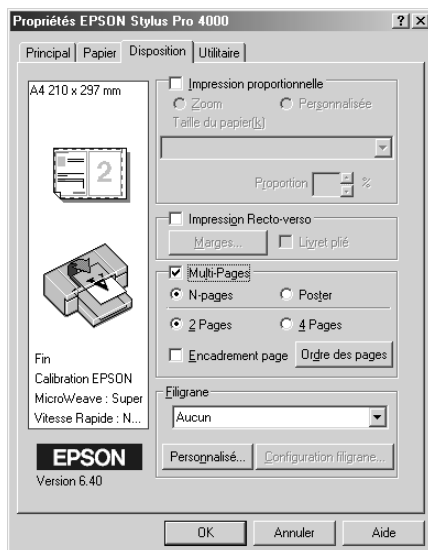 Propriétés EPSON Stylus Pro 4000
Principal Papier Disposition Utilitaire
A4 210 x 297 mm
2
Fin
Calibration EPSON
MicroWeave : Super
Vitesse Rapide : N...
EPSON
Version 6.40
Impression proportionnelle
Zoom Personnalisée
Taille du papier(k)
Proportion %
Impression Recto-verso
Marges... Livret plié
Multi-Pages
N-pages Poster
2 Pages 4 Pages
Encadrement page Ordre des pages
Filigrane
Aucun
Personnalisé... Configuration filigrane...
OK Annuler Aide